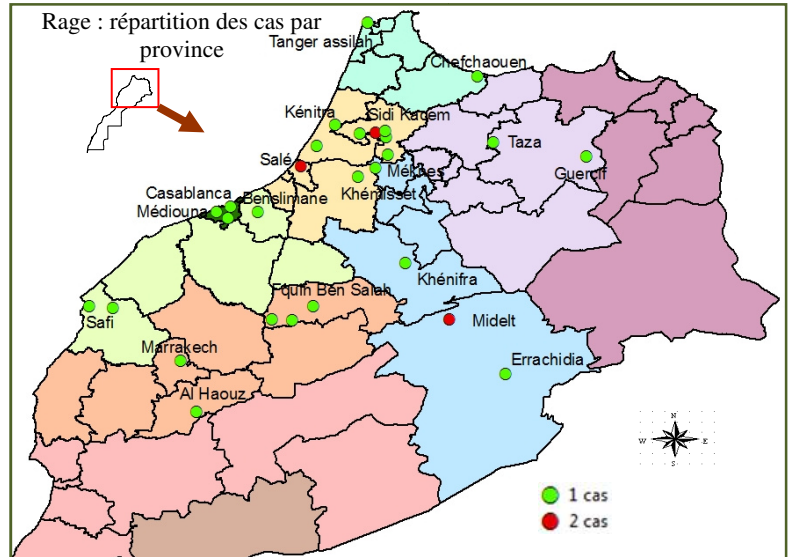 Rage : répartition des cas par
province
Tanger assilah
Chefchaouen
Kénitra
Sidi Kacem
Taza
Salé
Méknes
Guercif
Khémisset
Casablanca
Benslimane
Médiouna
Khénifra
Fquih Ben Salah
Safi
Midelt
Marrakech
Errachidia
Al Haouz
N
W
E
S
1 cas
2 cas